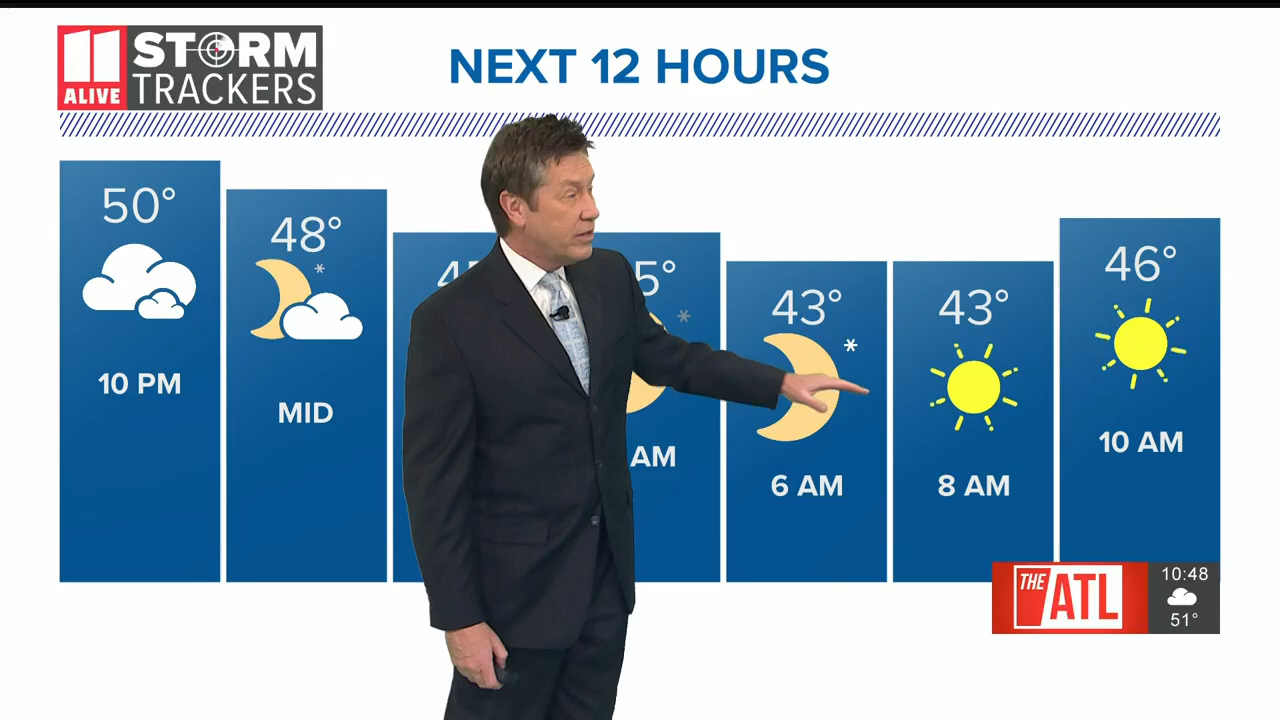 11
ALIVE
STORM
TRACKERS
NEXT 12 HOURS
50°
10 PM
48°
MID
5°
AM
43°
6 AM
43°
8 AM
46°
10 AM
THE
ATL
10:48
51°